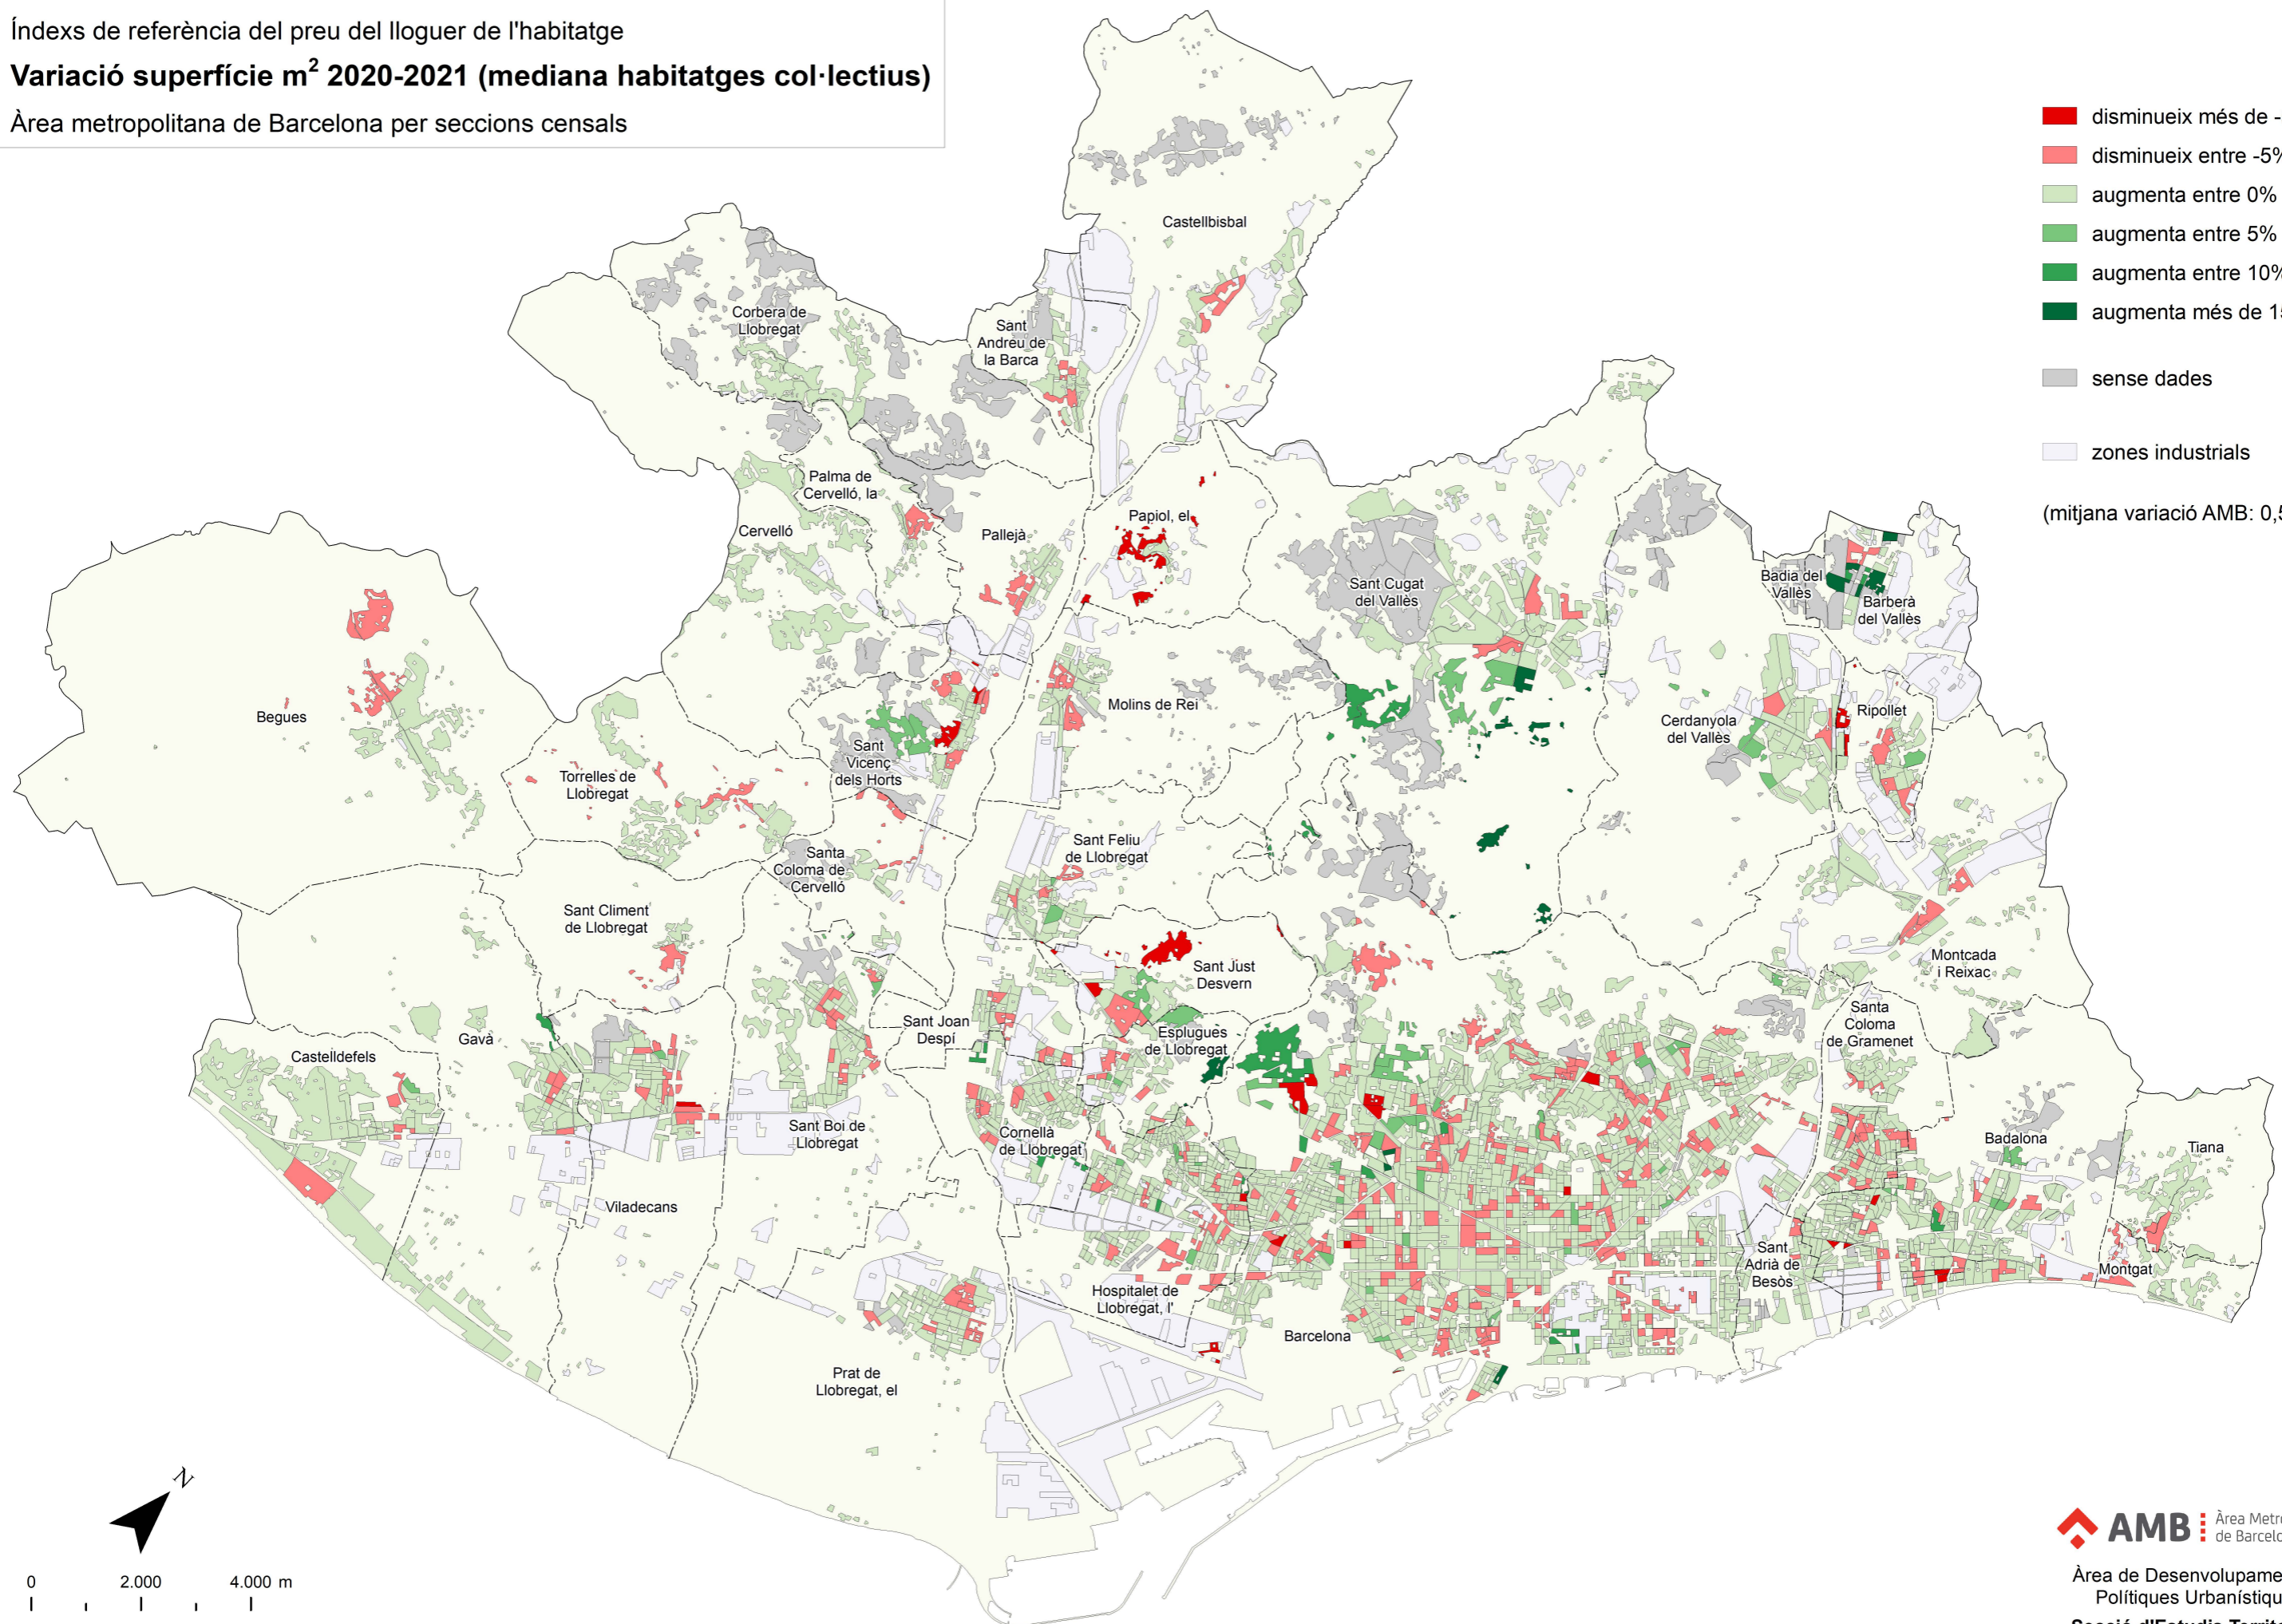 Índexs de referència del preu del lloguer de l'habitatge
Variació superfície m² 2020-2021 (mediana habitatges col·lectius)
Àrea metropolitana de Barcelona per seccions censals
disminueix més de -
disminueix entre -5%
augmenta entre 0%
augmenta entre 5%
augmenta entre 10%
augmenta més de
sense dades
zones industrials
(mitjana variació AMB:
Castellbisbal
Corbera de
Llobregat
Sant
Andreu de
la Barca
Palma de
Cervelló, la
Cervelló
Pallejà
Papiol, el
Sant Cugat
del Vallès
Badia del
Vallès
Barberà
del Vallès
Begues
Molins de Rei
Ripollet
Cerdanyola
del Vallès
Sant
Vicenç
dels Horts
Torrelles de
Llobregat
Sant Feliu
de Llobregat
Santa
Coloma de
Cervelló
Sant Climent
de Llobregat
Montcada
i Reixac
Sant Just
Desvern
Santa
Coloma
de Gramenet
Sant Joan
Despí
Esplugues
de Llobregat
Gavà
Castelldefels
Sant Boi de
Llobregat
Cornellà
de Llobregat
Badalona
Tiana
Viladecans
Sant
Adrià de
Besòs
Montgat
Hospitalet de
Llobregat, l'
Barcelona
Prat de
Llobregat, el
N
0 2.000 4.000 m
AMB
Àrea
de
Àrea de
Polítiques
Secció d'Estudis